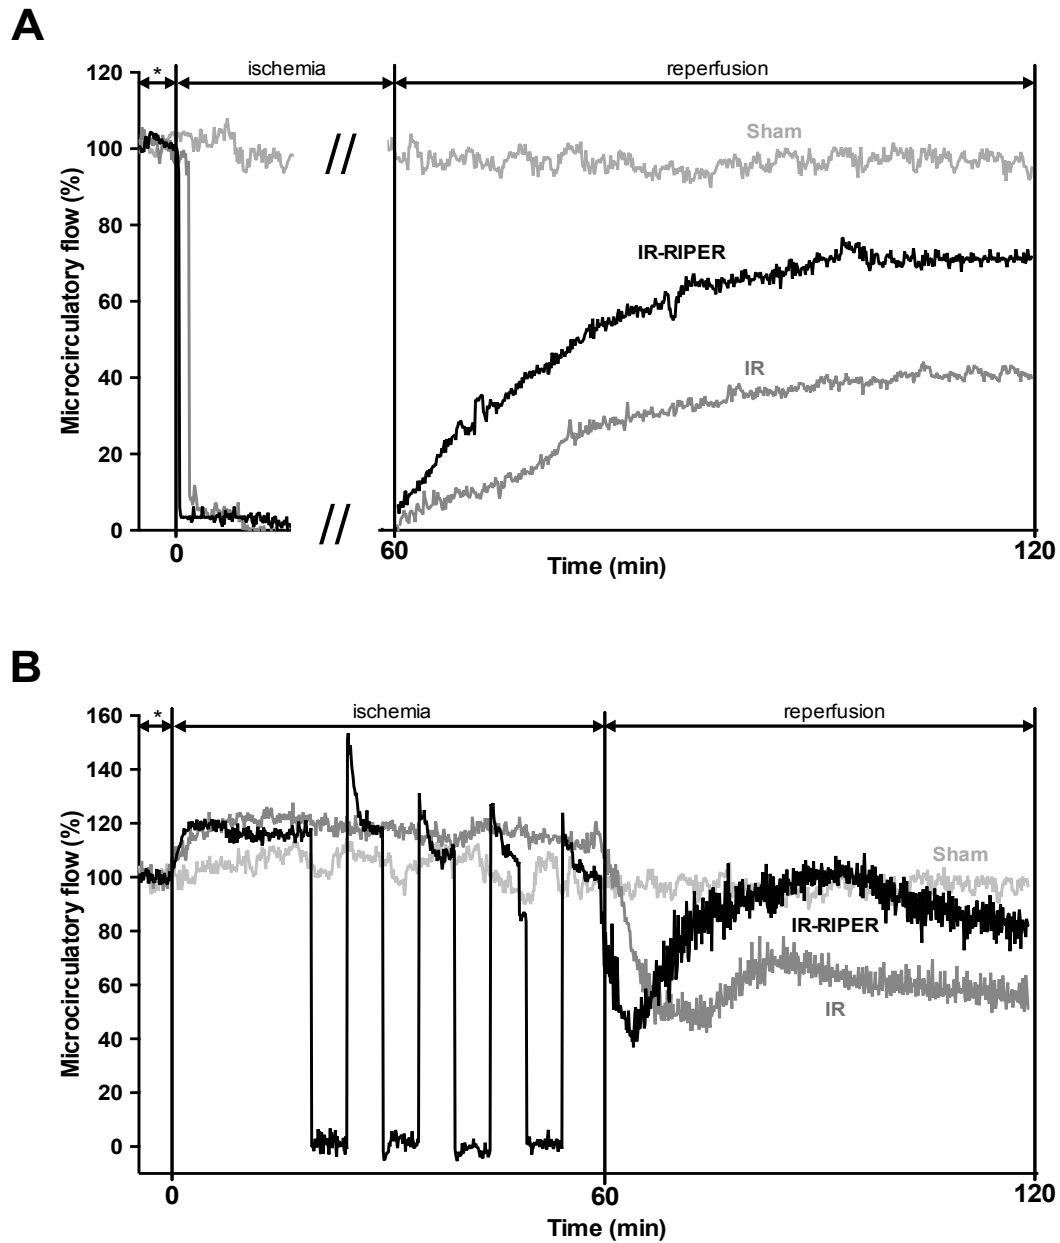 A
120
*
ischemia
reperfusion
100
80
60
40
20
0
Microcirculatory flow (%)
//
//
Sham
IR-RIPER
IR
0
60
120
Time (min)
B
160
*
ischemia
reperfusion
140
120
100
80
60
40
20
0
Microcirculatory flow (%)
Sham
IR-RIPER
IR
0
60
120
Time (min)